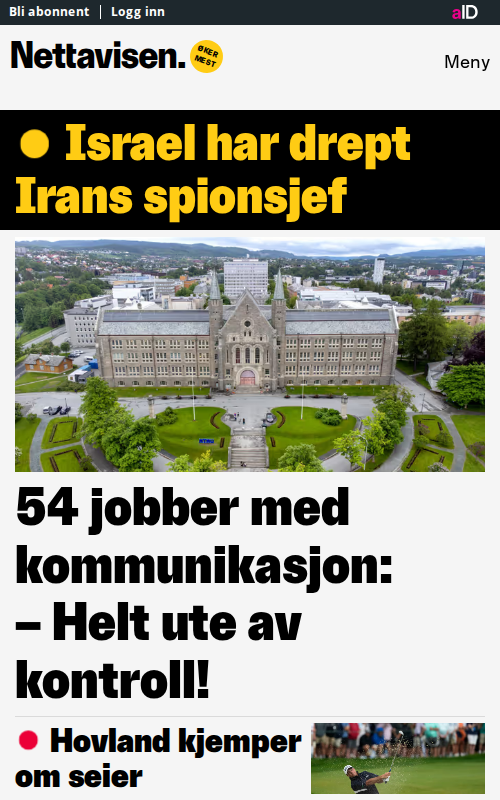 Bli abonnent | Logg inn
aID
Nettavisen.
ØKER
MEST
Meny
Israel har drept
Irans spionsjef
54 jobber med
kommunikasjon:
– Helt ute av
kontroll!
Hovland kjemper
om seier